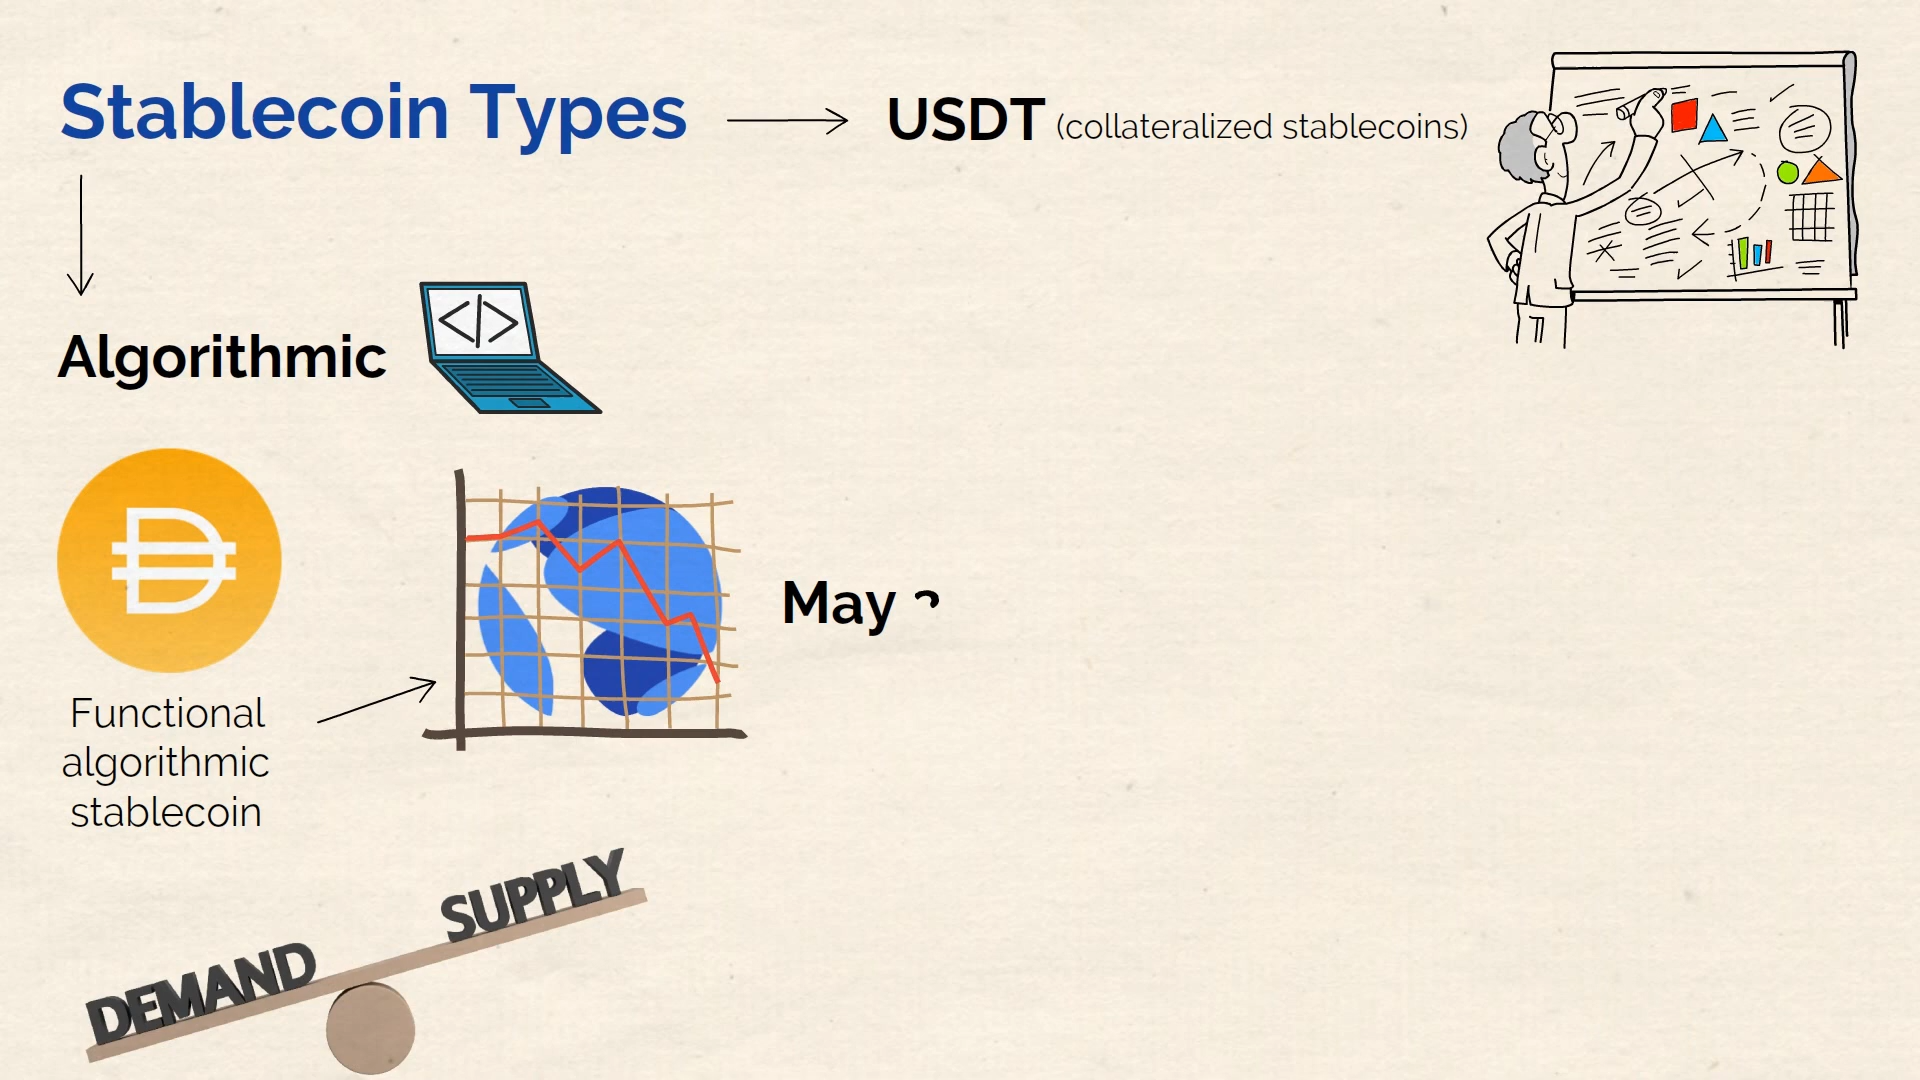 Stablecoin Types
USDT (collateralized stablecoins)
Algorithmic
</>
May
Functional
algorithmic
stablecoin
SUPPLY
DEMAND